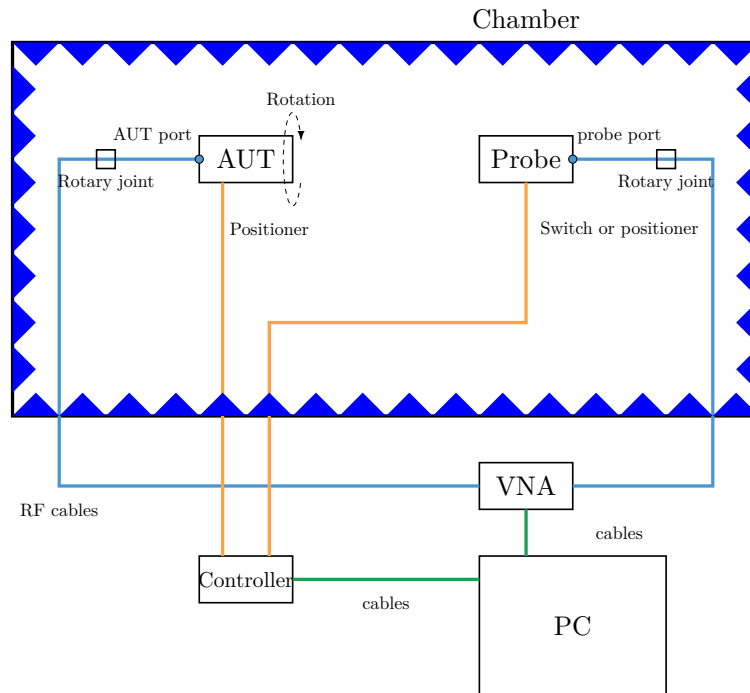 Chamber
Rotation
AUT port
probe port
AUT
Probe
Rotary joint
Rotary joint
Positioner
Switch or positioner
VNA
RF cables
cables
Controller
cables
PC